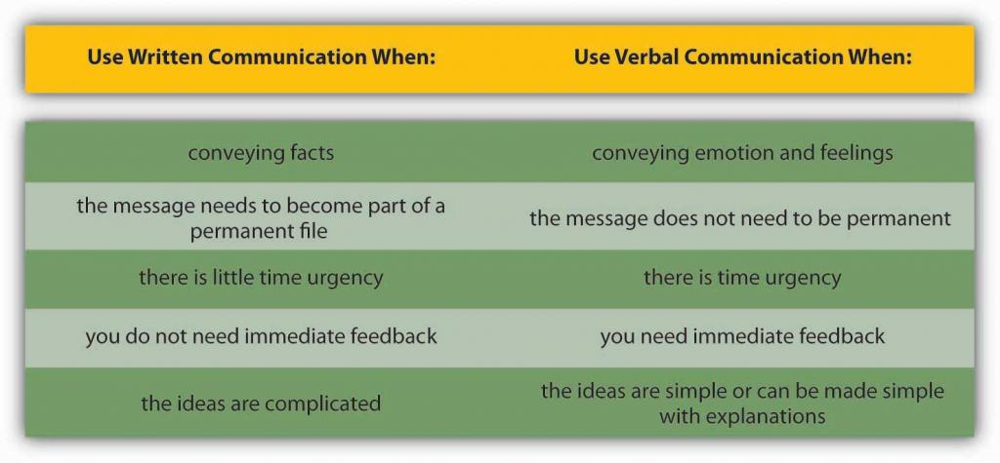 Use Written Communication When:
Use Verbal Communication When:
conveying facts
conveying emotion and feelings
the message needs to become part of a
permanent file
the message does not need to be permanent
there is little time urgency
there is time urgency
you do not need immediate feedback
you need immediate feedback
the ideas are complicated
the ideas are simple or can be made simple
with explanations